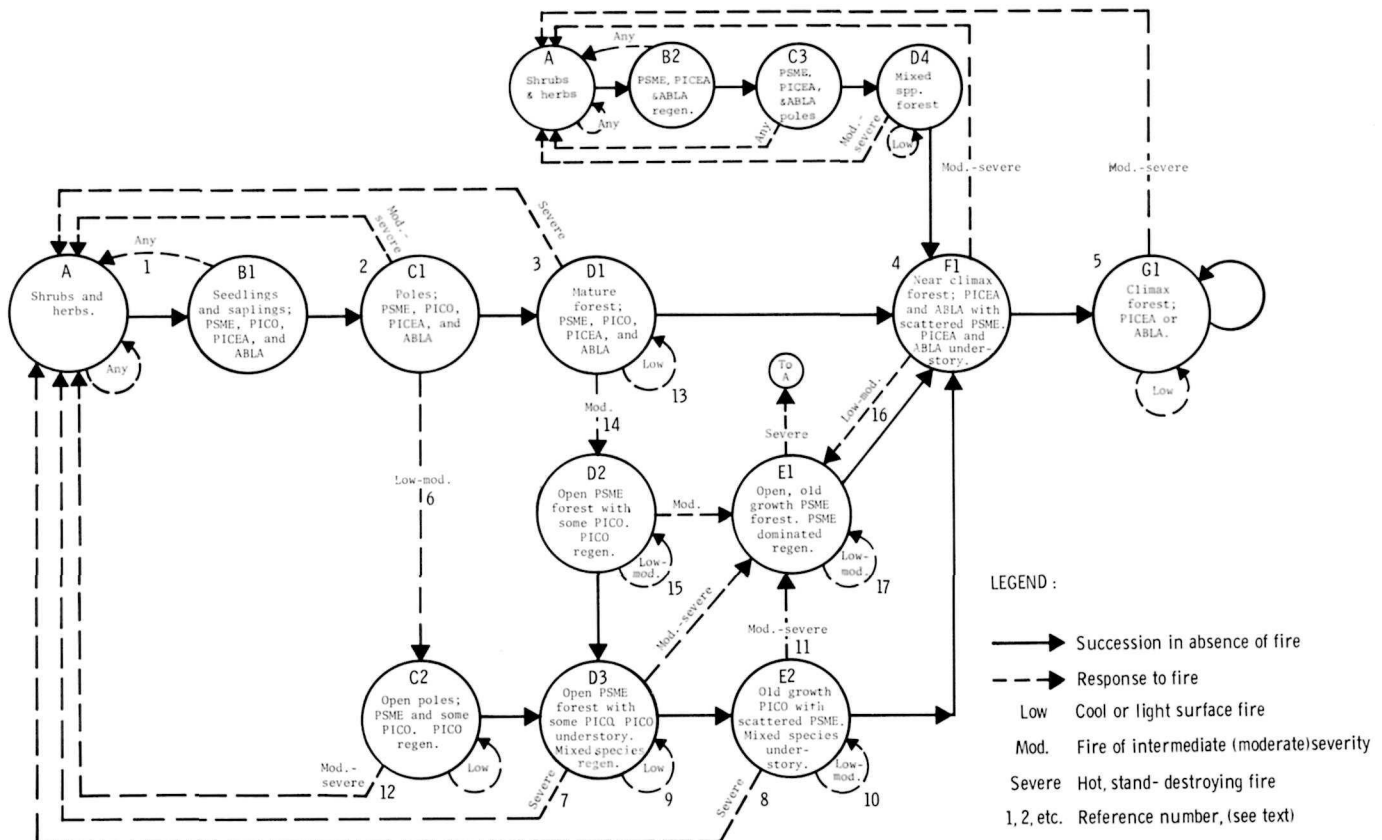 A
Shrubs
& herbs
Any
Any
B2
PSME, PICEA
&ABLA
regen.
C3
PSME,
PICEA,
&ABLA
poles
Any
D4
Mixed
spp.
forest
Mod.-
severe
Low
Mod.-severe
Mod.-severe
A
Shrubs and
herbs.
Any
Any
1
B1
Seedlings
and saplings;
PSME, PICO,
PICEA, and
ABLA
Mod.-
severe
2
C1
Poles;
PSME, PICO,
PICEA, and
ABLA
Severe
3
D1
Mature
forest;
PSME, PICO,
PICEA, and
ABLA
Low
13
4
F1
Near climax
forest; PICEA
and ABLA with
scattered PSME.
PICEA and
ABLA under-
story.
5
G1
Climax
forest;
PICEA or
ABLA.
Low
To
A
Mod.
14
Low-mod.
16
Severe
Low-mod.
6
D2
Open PSME
forest with
some PICO.
PICO
regen.
Low-
mod.
15
Mod.
E1
Open, old
growth PSME
forest. PSME
dominated
regen.
Low-
mod.
17
Mod.-severe
Mod.-severe
11
C2
Open poles;
PSME and some
PICO. PICO
regen.
Low
Mod.-
severe
12
D3
Open PSME
forest with
some PICO. PICO
understory.
Mixed species
regen.
Low
9
Severe
7
E2
Old growth
PICO with
scattered PSME.
Mixed species
under-
story.
Low-
mod.
10
Severe
8
LEGEND :
Succession in absence of fire
Response to fire
Low Cool or light surface fire
Mod. Fire of intermediate (moderate)severity
Severe Hot, stand- destroying fire
1, 2, etc. Reference number, (see text)